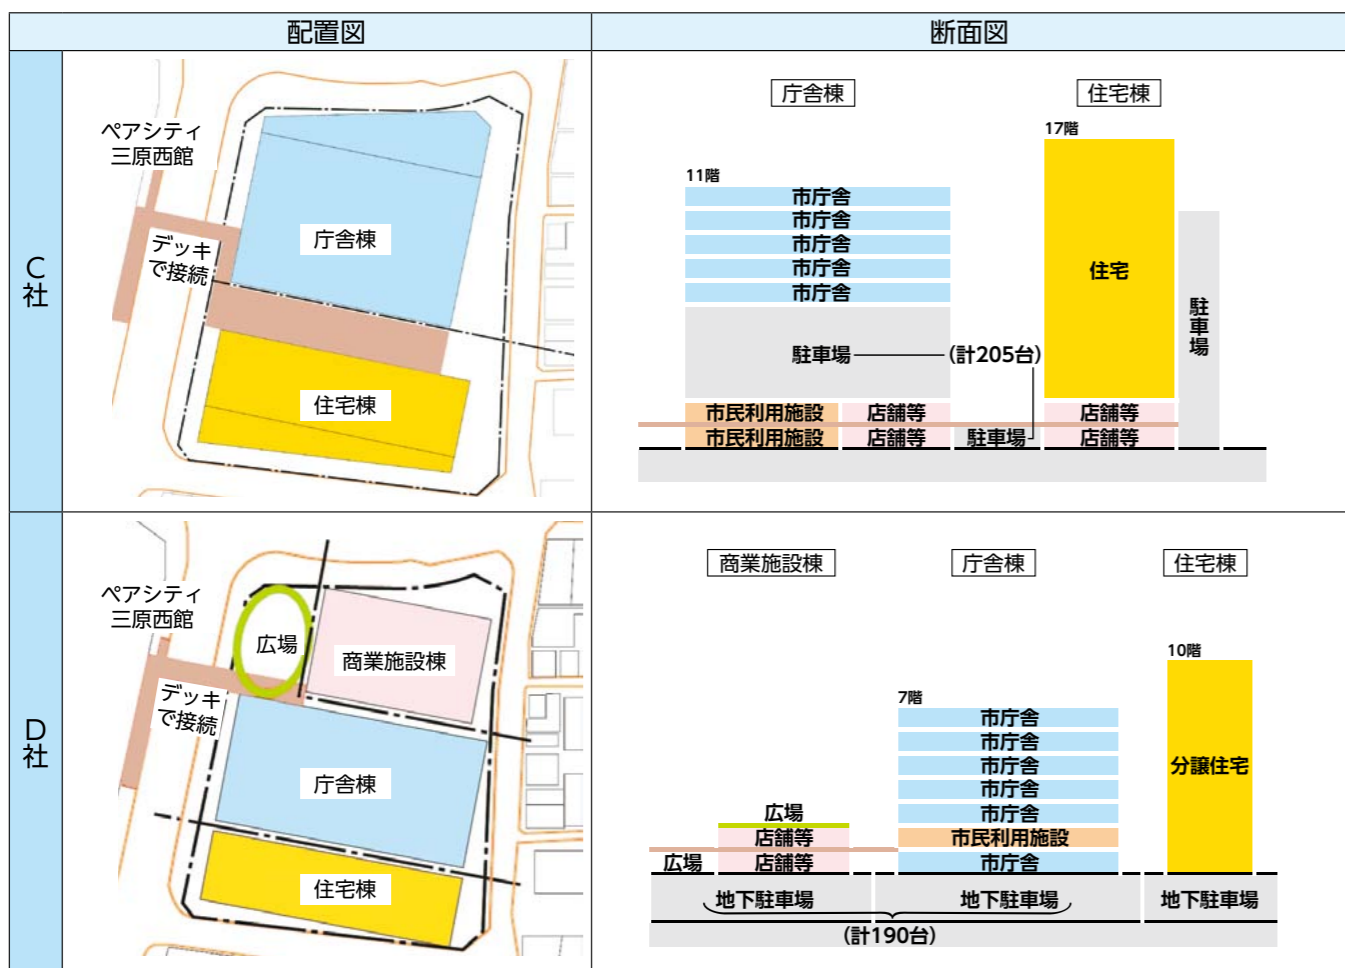 配置図
断面図
C社
ペアシティ
三原西館
デッキ
で接続
庁舎棟
住宅棟
庁舎棟
住宅棟
17階
11階
市庁舎
市庁舎
市庁舎
市庁舎
市庁舎
住宅
駐車場
駐車場
(計205台)
市民利用施設
店舗等
店舗等
市民利用施設
店舗等
駐車場
店舗等
D社
ペアシティ
三原西館
広場
商業施設棟
デッキ
で接続
庁舎棟
住宅棟
商業施設棟
庁舎棟
住宅棟
10階
7階
市庁舎
市庁舎
市庁舎
市庁舎
市庁舎
分譲住宅
広場
店舗等
市民利用施設
広場
店舗等
市庁舎
地下駐車場
地下駐車場
地下駐車場
(計190台)